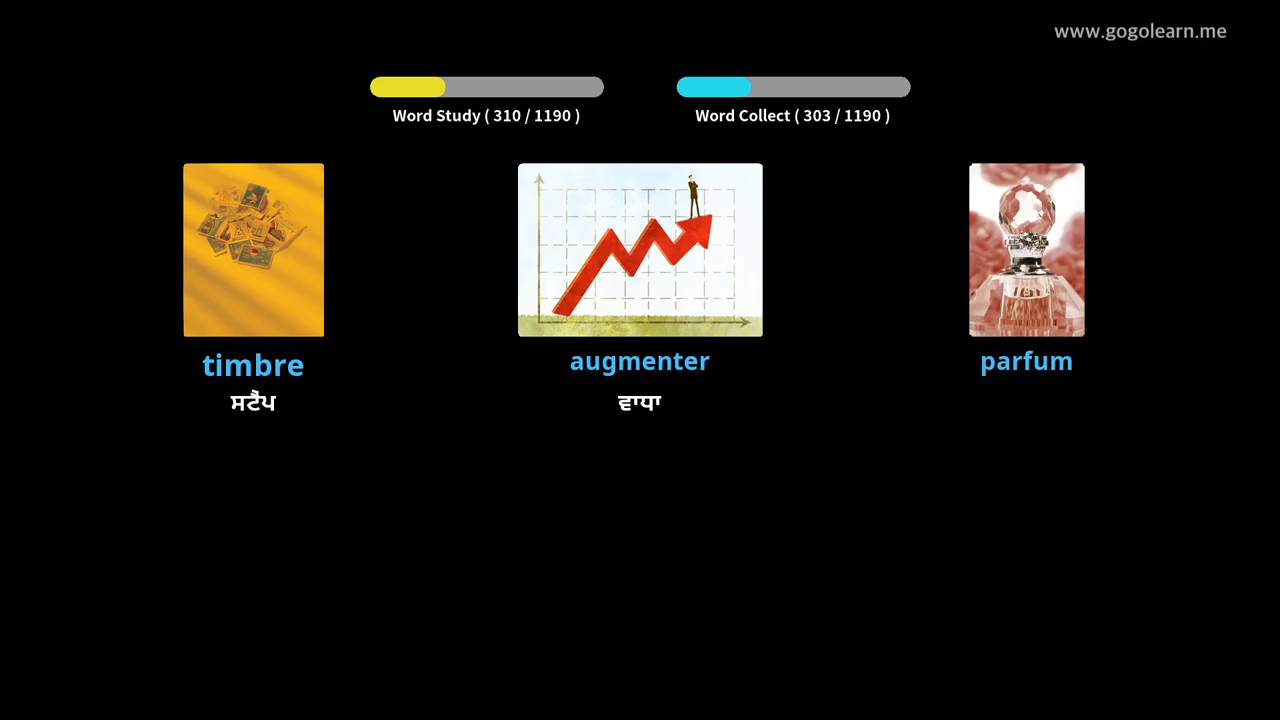 www.gogolearn.me
Word Study ( 310 / 1190 )
Word Collect ( 303 / 1190 )
timbre
augmenter
parfum
ਸਟੈਂਪ
ਵਾਧਾ